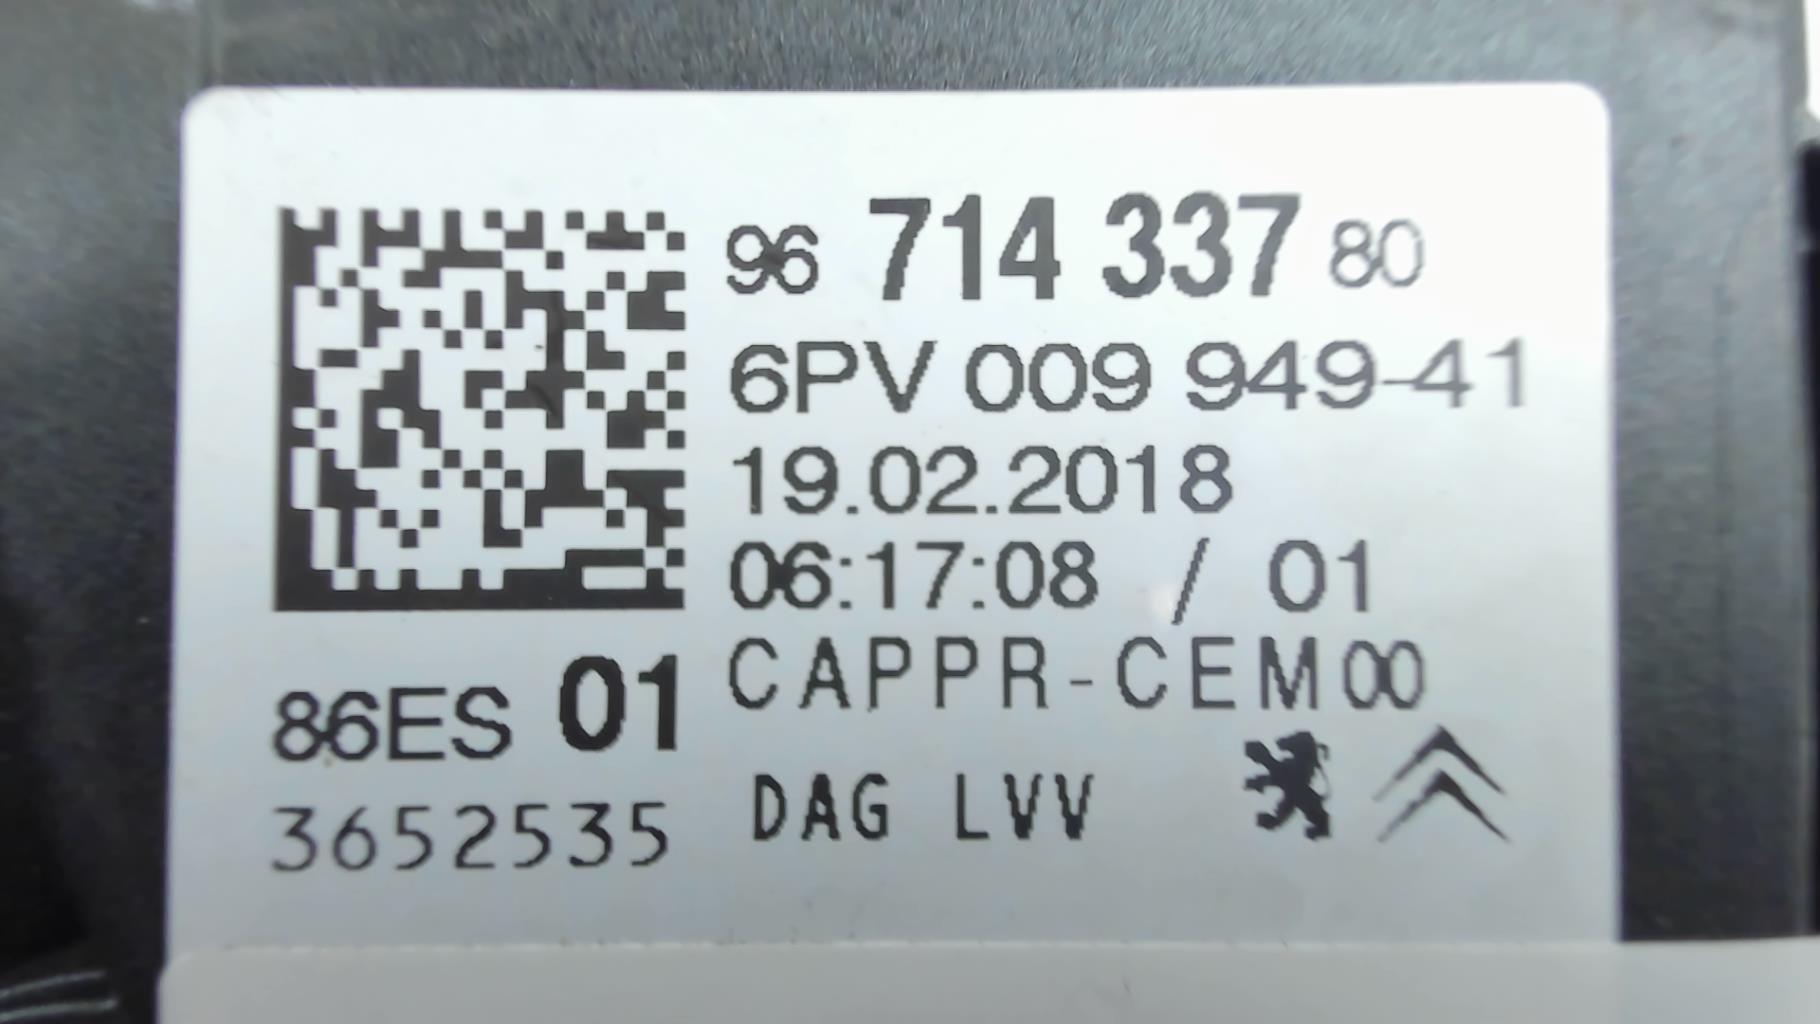 96 714 337 80
6PV 009 949-41
19.02.2018
06:17:08 / 01
CAPPR-CEM00
86ES 01
DAG LVV
3652535